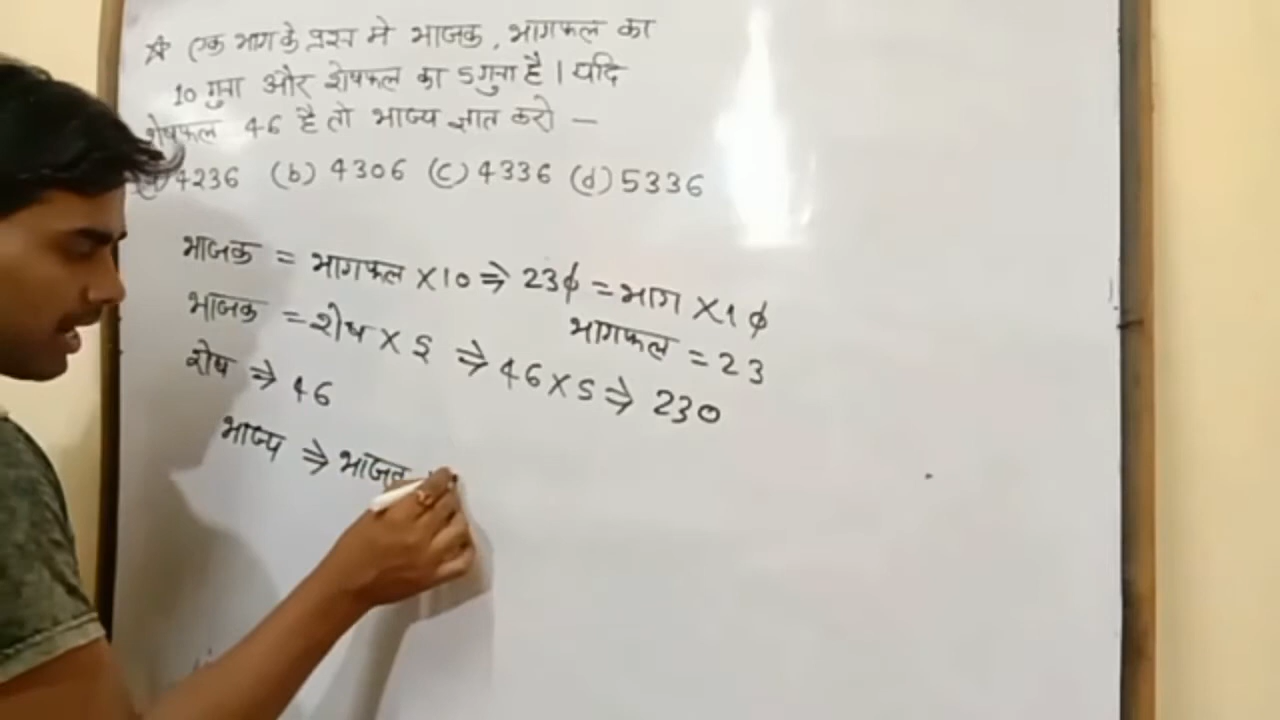 ☆ एक भाग के प्रश्न मे भाजक, भागफल का
10 गुना और शेषफल का 5 गुना है। यदि
शेषफल 46 है तो भाज्य ज्ञात करो —
(a) 4236 (b) 4306 (c) 4336 (d) 5336
भाजक = भागफल × 10 ⇒ 230 = भाग × 10
भागफल = 23
भाजक = शेष × 5 ⇒ 46 × 5 ⇒ 230
शेष ⇒ 46
भाज्य ⇒ भाजक